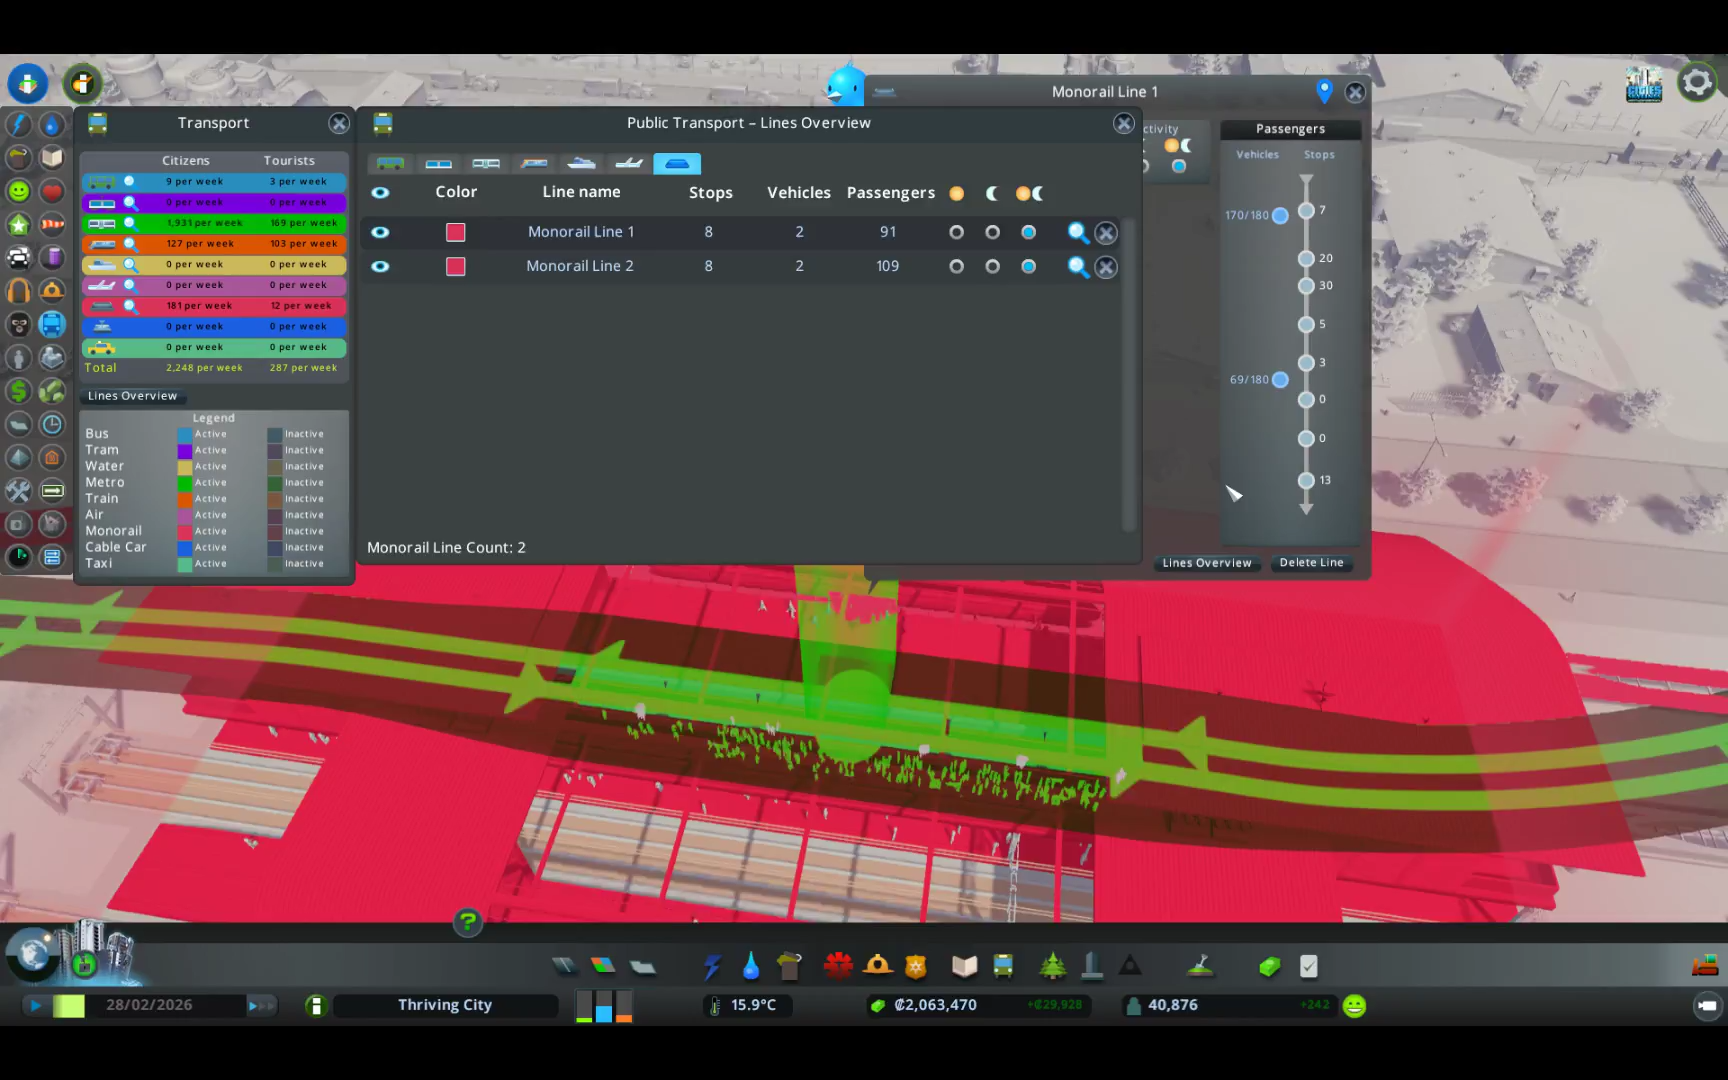 Monorail Line 1
Transport
Public Transport – Lines Overview
Passengers
Vehicles Stops
Citizens Tourists
9 per week 3 per week
0 per week 0 per week
1,931 per week 169 per week
127 per week 103 per week
0 per week 0 per week
0 per week 0 per week
181 per week 12 per week
0 per week 0 per week
0 per week 0 per week
Total 2,248 per week 287 per week
Lines Overview
Color Line name Stops Vehicles Passengers
Monorail Line 1 8 2 91
Monorail Line 2 8 2 109
Monorail Line Count: 2
170/180 7
20
30
5
3
69/180
0
0
13
Lines Overview Delete Line
Legend
Bus Active Inactive
Tram Active Inactive
Water Active Inactive
Metro Active Inactive
Train Active Inactive
Air Active Inactive
Monorail Active Inactive
Cable Car Active Inactive
Taxi Active Inactive
?
28/02/2026
Thriving City
15.9°C
₡2,063,470 +₡29,928
40,876 +242